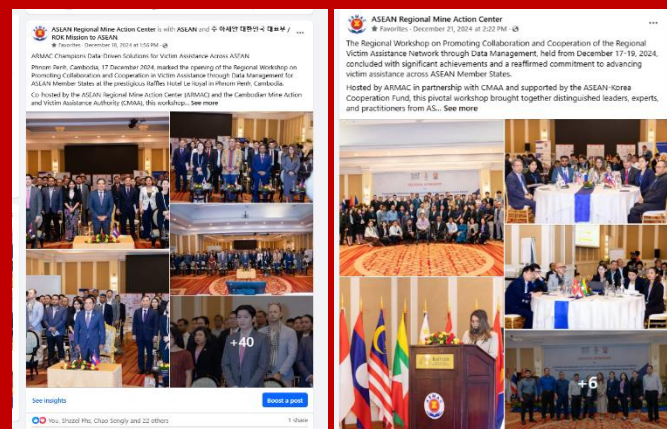 ASEAN Regional Mine Action Center is with ASEAN and 주 아세안 대한민국 대표부 /
ROK Mission to ASEAN
Favorites · December 18, 2024 at 1:56 PM
ARMAC Champions Data-Driven Solutions for Victim Assistance Across ASEAN
Phnom Penh, Cambodia, 17 December 2024, marked the opening of the Regional Workshop on
Promoting Collaboration and Cooperation in Victim Assistance through Data Management for
ASEAN Member States at the prestigious Raffles Hotel Le Royal in Phnom Penh, Cambodia.
Co-hosted by the ASEAN Regional Mine Action Center (ARMAC) and the Cambodian Mine Action
and Victim Assistance Authority (CMAA), this workshop... See more
+40
See insights
Boost a post
You, Shazel Mts, Chao Songly and 22 others
1 share
ASEAN Regional Mine Action Center
Favorites · December 21, 2024 at 2:22 PM
The Regional Workshop on Promoting Collaboration and Cooperation of the Regional
Victim Assistance Network through Data Management, held from December 17-19, 2024,
concluded with significant achievements and a reaffirmed commitment to advancing
victim assistance across ASEAN Member States.
Hosted by ARMAC in partnership with CMAA and supported by the ASEAN-Korea
Cooperation Fund, this pivotal workshop brought together distinguished leaders, experts,
and practitioners from AS... See more
+6